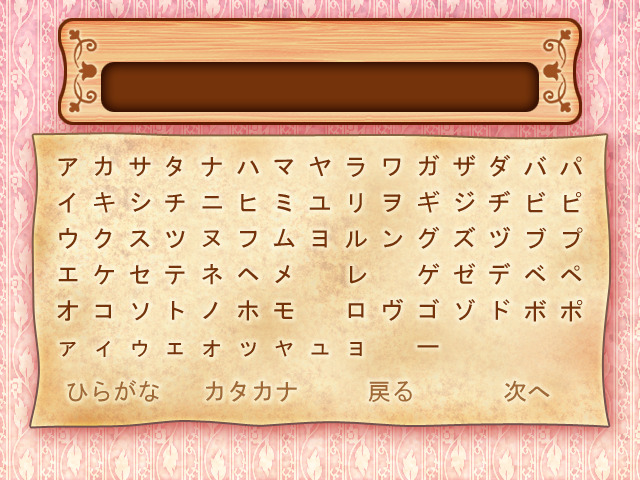 ア カ サ タ ナ ハ マ ヤ ラ ワ ガ ザ ダ バ パ
イ キ シ チ ニ ヒ ミ ユ リ ヲ ギ ジ ヂ ビ ピ
ウ ク ス ツ ヌ フ ム ヨ ル ン グ ズ ヅ ブ プ
エ ケ セ テ ネ ヘ メ レ ゲ ゼ デ ベ ペ
オ コ ソ ト ノ ホ モ ロ ヴ ゴ ゾ ド ボ ポ
ァ ィ ゥ ェ ォ ッ ャ ュ ョ ー
ひらがな カタカナ 戻る 次へ